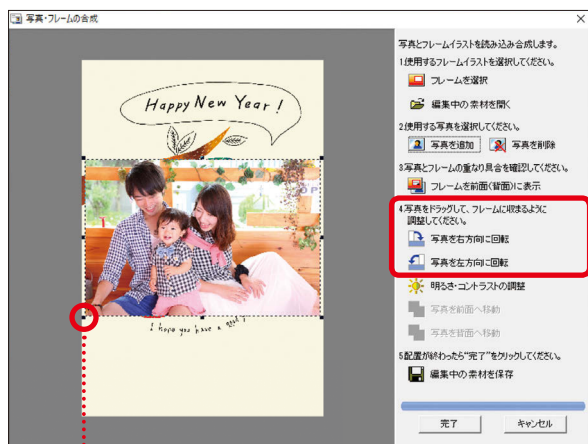 写真・フレームの合成
Happy New Year !
I hope you have a great
写真とフレームイラストを読み込み合成します。
1.使用するフレームイラストを選択してください。
フレームを選択
編集中の素材を開く
2.使用する写真を選択してください。
写真を追加 写真を削除
3.写真とフレームの重なり具合を確認してください。
フレームを前面(背面)に表示
4.写真をドラッグして、フレームに収まるように
調整してください。
写真を右方向に回転
写真を左方向に回転
明るさ・コントラストの調整
写真を前面へ移動
写真を背面へ移動
5.配置が終わったら"完了"をクリックしてください。
編集中の素材を保存
完了 キャンセル